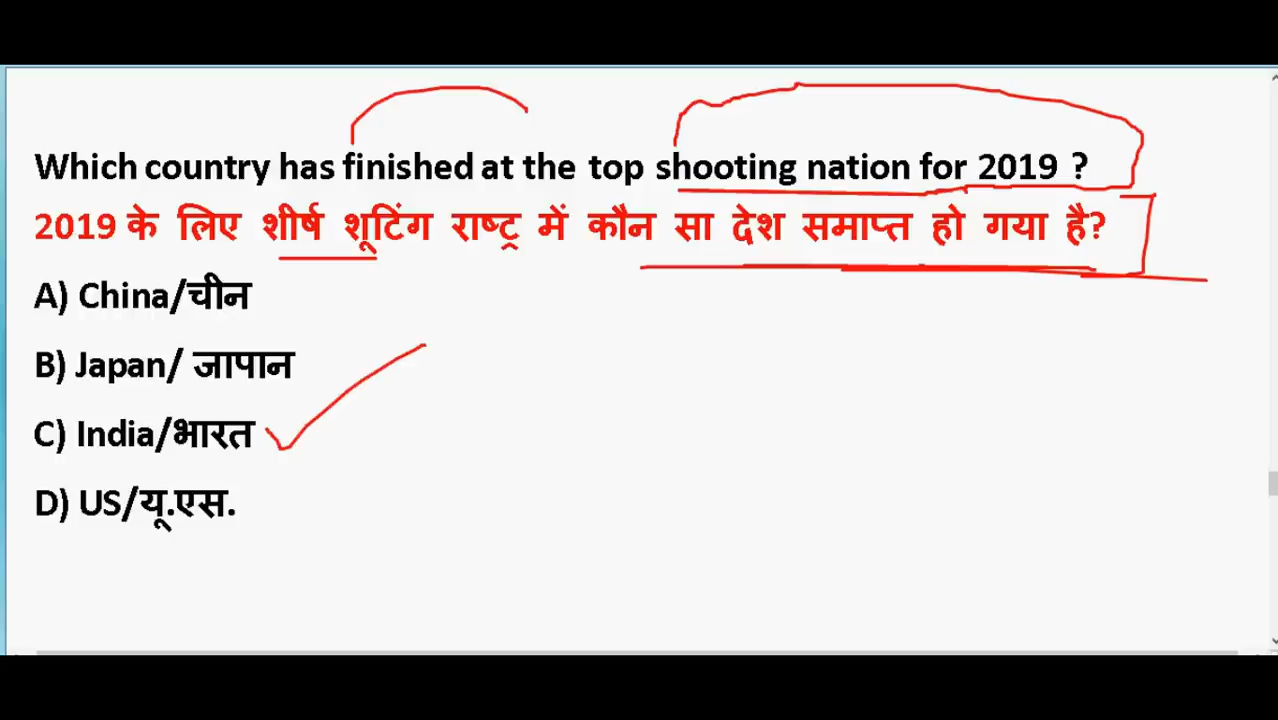 Which country has finished at the top shooting nation for 2019 ?
2019 के लिए शीर्ष शूटिंग राष्ट्र में कौन सा देश समाप्त हो गया है?
A) China/चीन
B) Japan/ जापान
C) India/भारत
D) US/यू.एस.